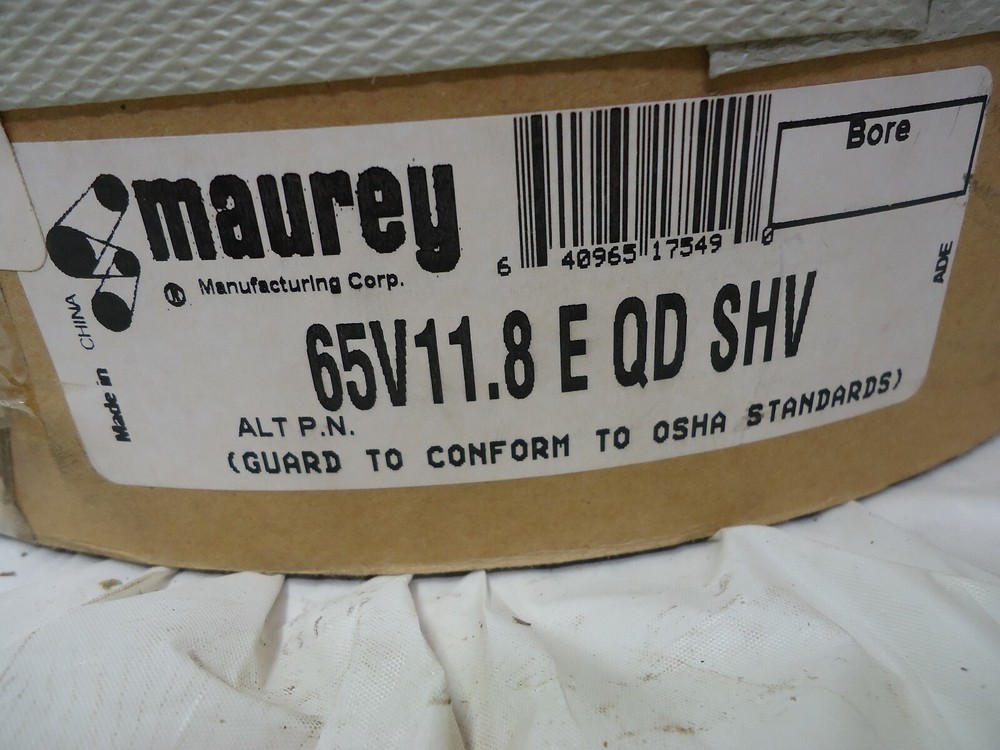 maurey
® Manufacturing Corp.
6 40965 17549 0
Bore
65V11.8 E QD SHV
ALT P.N.
(GUARD TO CONFORM TO OSHA STANDARDS)
Made in CHINA
ADE